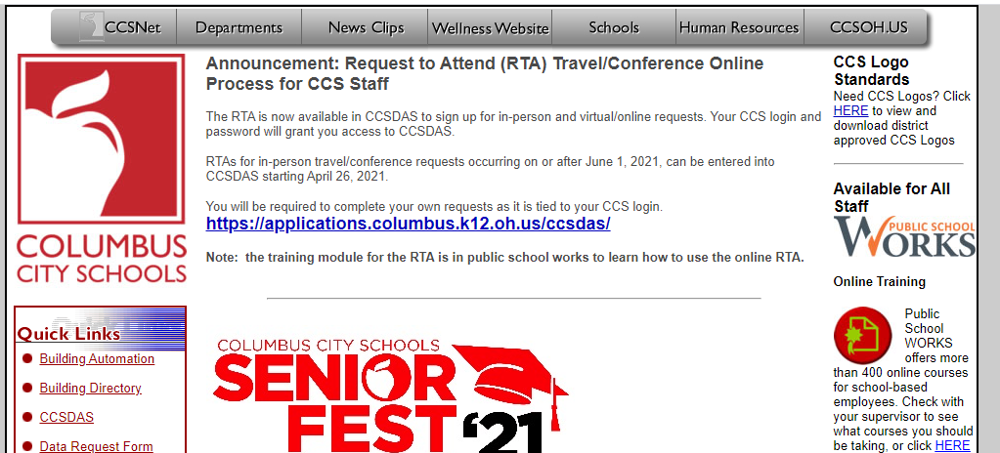 CCSNet
Departments
News Clips
Wellness Website
Schools
Human Resources
CCSOH.US
COLUMBUS
CITY SCHOOLS
Quick Links
Building Automation
Building Directory
CCSDAS
Data Request Form
Announcement: Request to Attend (RTA) Travel/Conference Online
Process for CCS Staff
The RTA is now available in CCSDAS to sign up for in-person and virtual/online requests. Your CCS login and
password will grant you access to CCSDAS.
RTAs for in-person travel/conference requests occurring on or after June 1, 2021, can be entered into
CCSDAS starting April 26, 2021.
You will be required to complete your own requests as it is tied to your CCS login.
https://applications.columbus.k12.oh.us/ccsdas/
Note:  the training module for the RTA is in public school works to learn how to use the online RTA.
COLUMBUS CITY SCHOOLS
SENIOR
FEST '21
CCS Logo
Standards
Need CCS Logos? Click
HERE to view and
download district
approved CCS Logos
Available for All
Staff
PUBLIC SCHOOL
WORKS
Online Training
Public
School
WORKS
offers more
than 400 online courses
for school-based
employees. Check with
your supervisor to see
what courses you should
be taking, or click HERE